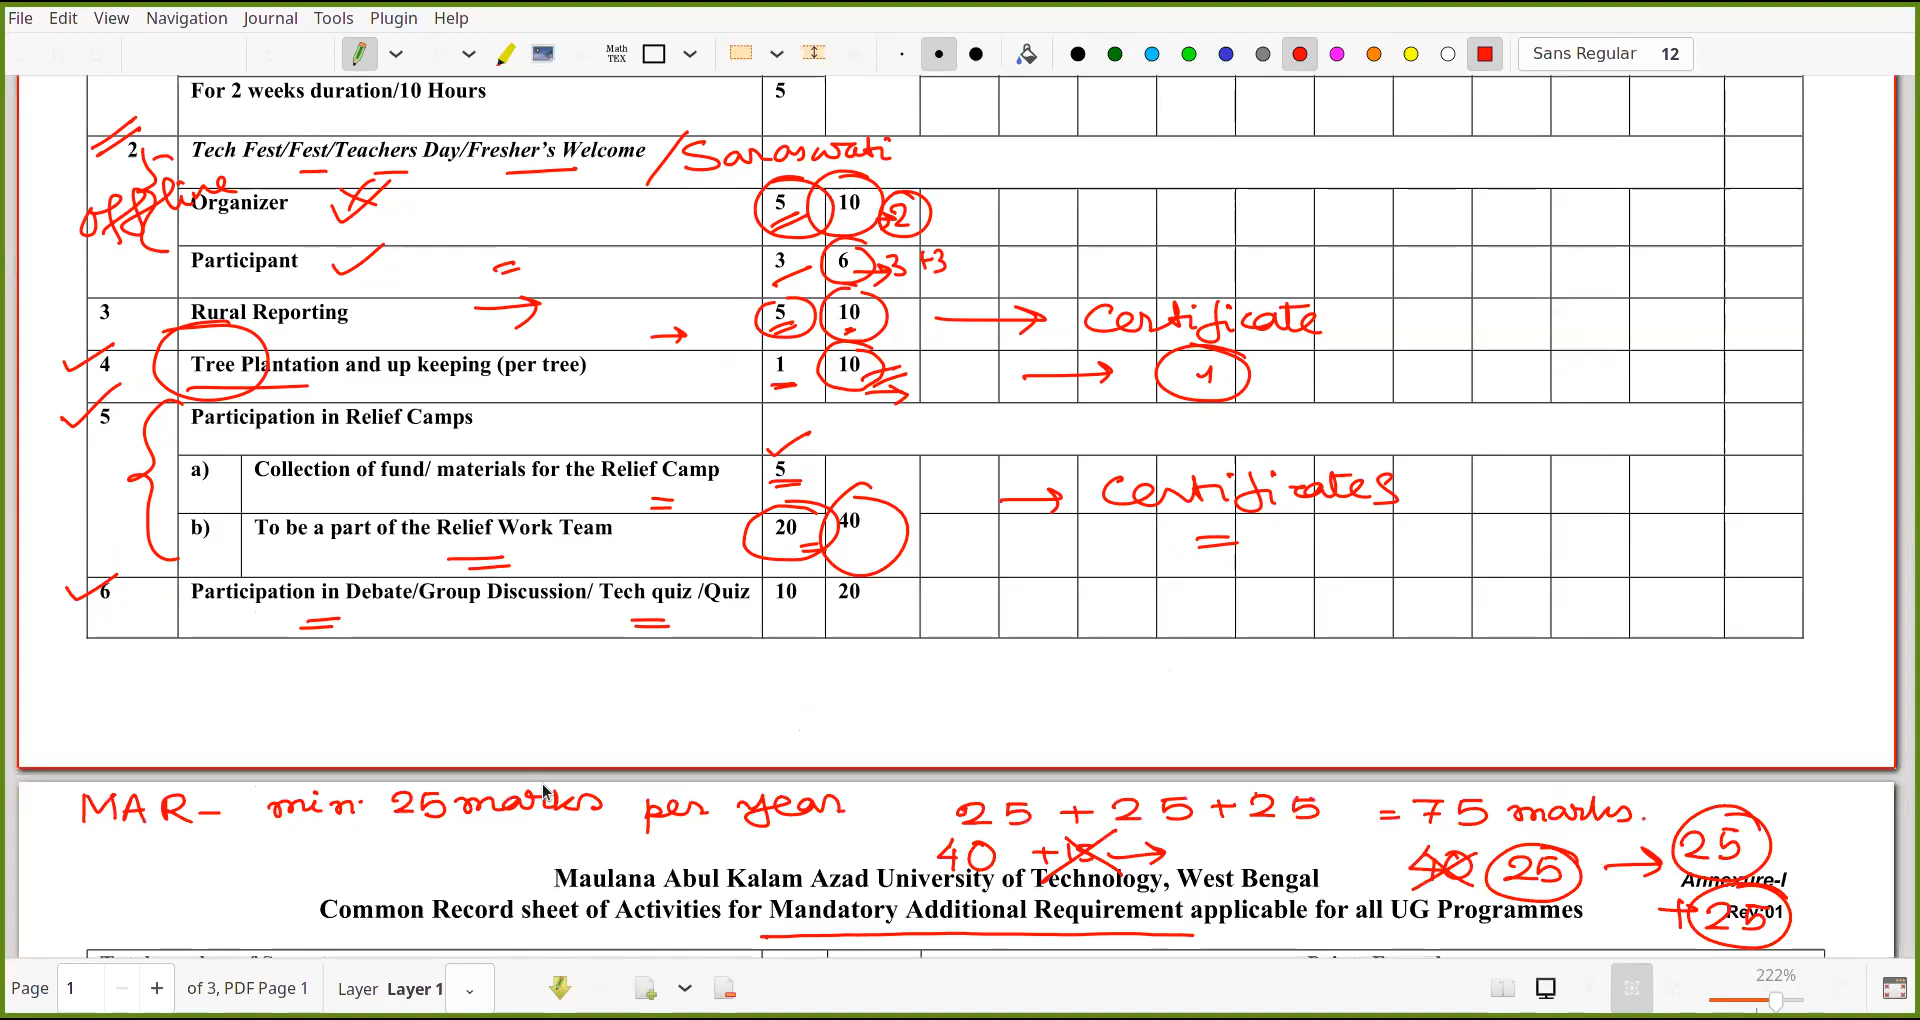 File Edit View Navigation Journal Tools Plugin Help
Math TEX Sans Regular 12
For 2 weeks duration/10 Hours 5
2 Tech Fest/Fest/Teachers Day/Fresher's Welcome /Saraswati
offline
Organizer 5 10 2
Participant 3 6 3 +3
3 Rural Reporting 5 10 Certificate
4 Tree Plantation and up keeping (per tree) 1 10 1
5 Participation in Relief Camps
a) Collection of fund/ materials for the Relief Camp 5 Certificates
b) To be a part of the Relief Work Team 20 40
6 Participation in Debate/Group Discussion/ Tech quiz /Quiz 10 20
MAR - min. 25 marks per year 25 + 25 + 25 = 75 marks.
40 + 15 40 25 25
Maulana Abul Kalam Azad University of Technology, West Bengal Annexure-I
Common Record sheet of Activities for Mandatory Additional Requirement applicable for all UG Programmes + 25 Rev:01
Page 1 of 3, PDF Page 1 Layer Layer 1 222%